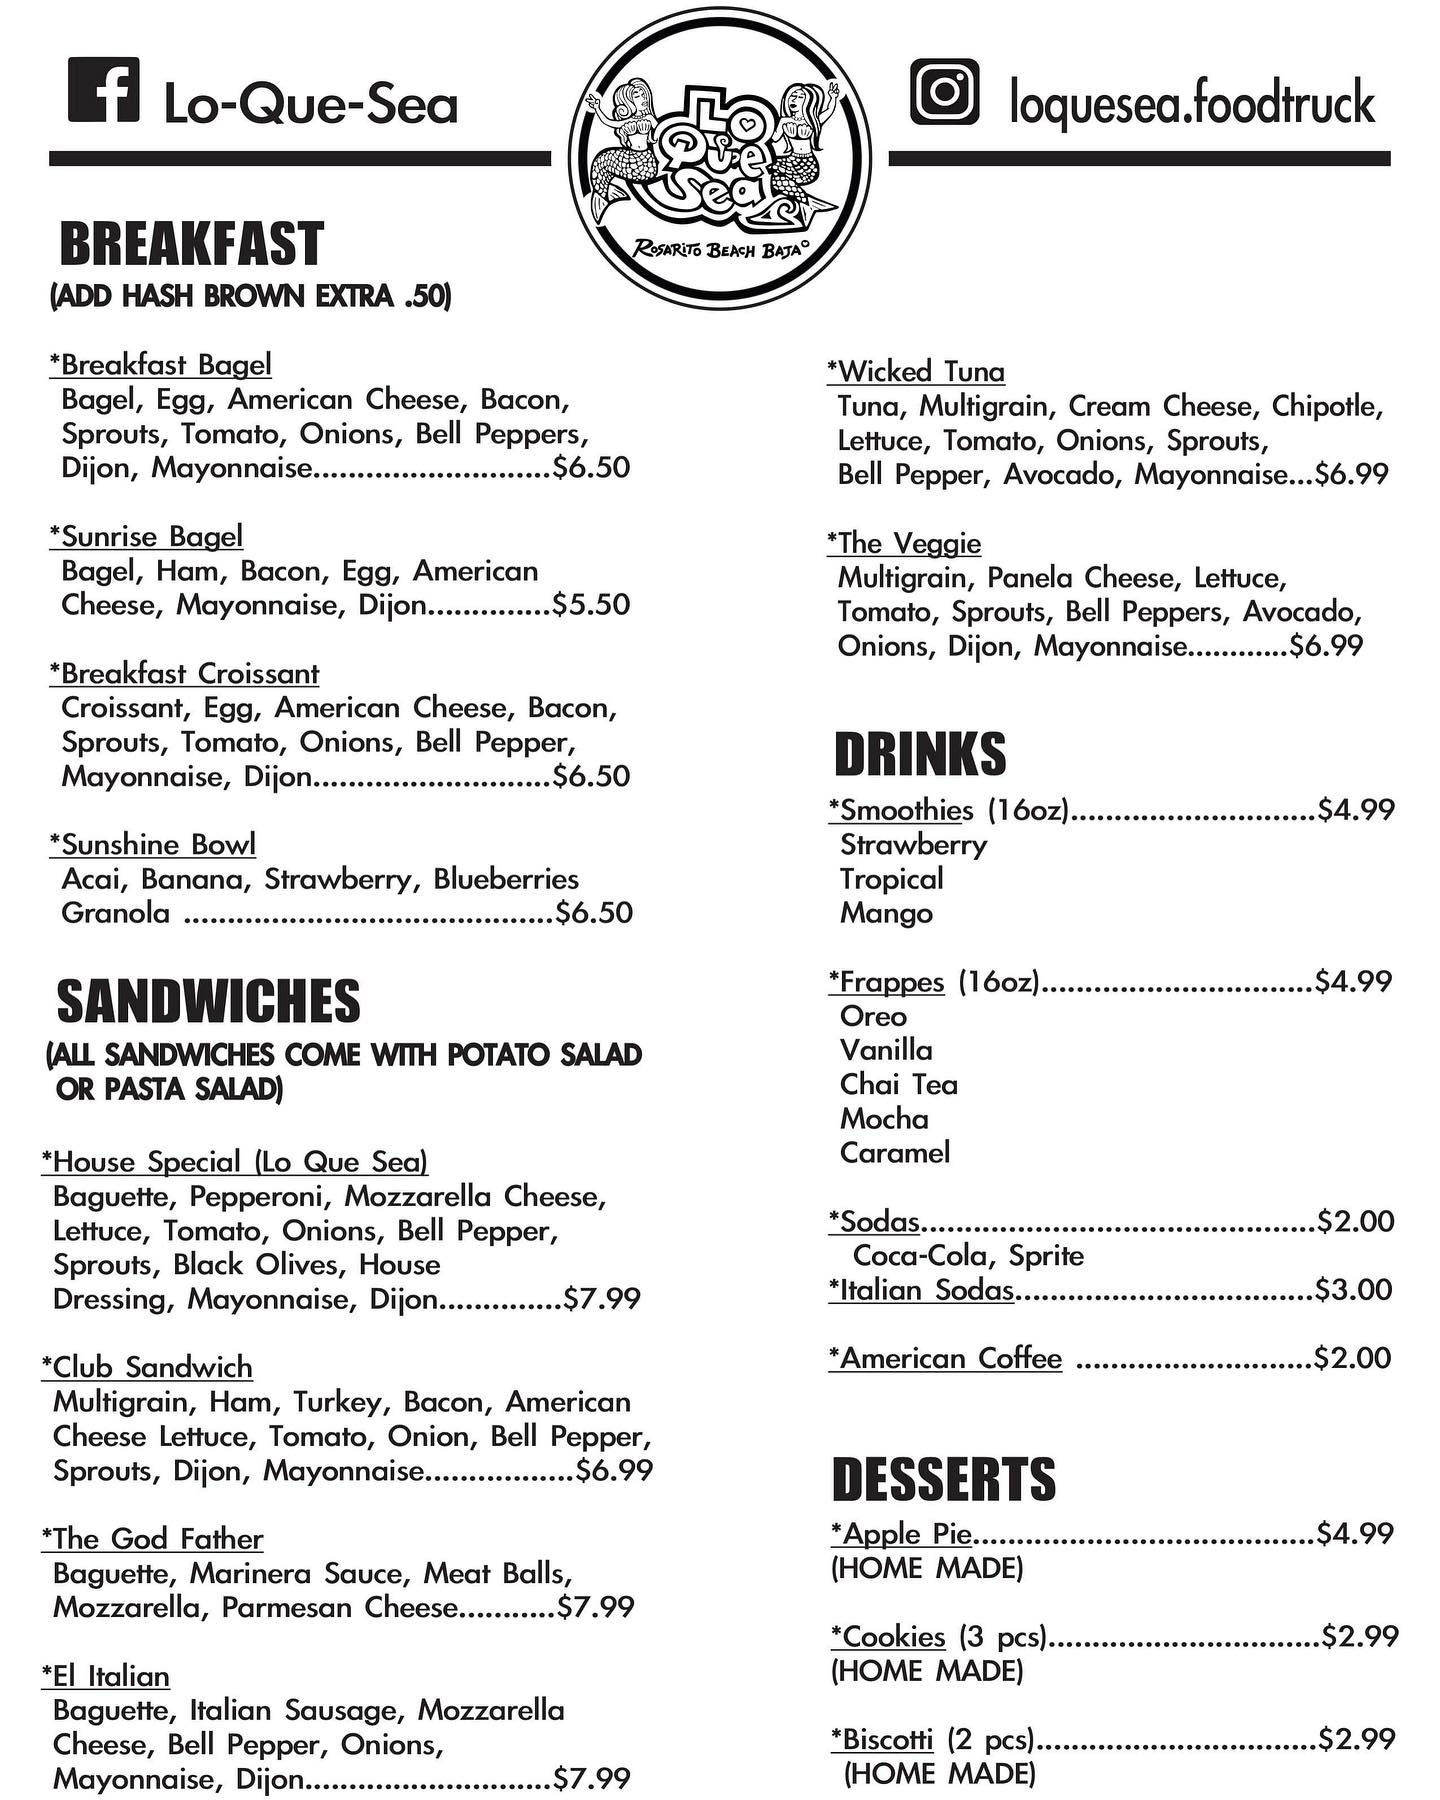 Lo-Que-Sea
Lo Que Sea
Rosarito Beach Baja©
loquesea.foodtruck
BREAKFAST
(ADD HASH BROWN EXTRA .50)
*Breakfast Bagel
Bagel, Egg, American Cheese, Bacon,
Sprouts, Tomato, Onions, Bell Peppers,
Dijon, Mayonnaise...........................$6.50
*Sunrise Bagel
Bagel, Ham, Bacon, Egg, American
Cheese, Mayonnaise, Dijon..............$5.50
*Breakfast Croissant
Croissant, Egg, American Cheese, Bacon,
Sprouts, Tomato, Onions, Bell Pepper,
Mayonnaise, Dijon...........................$6.50
*Sunshine Bowl
Acai, Banana, Strawberry, Blueberries
Granola ..........................................$6.50
SANDWICHES
(ALL SANDWICHES COME WITH POTATO SALAD
OR PASTA SALAD)
*House Special (Lo Que Sea)
Baguette, Pepperoni, Mozzarella Cheese,
Lettuce, Tomato, Onions, Bell Pepper,
Sprouts, Black Olives, House
Dressing, Mayonnaise, Dijon..............$7.99
*Club Sandwich
Multigrain, Ham, Turkey, Bacon, American
Cheese Lettuce, Tomato, Onion, Bell Pepper,
Sprouts, Dijon, Mayonnaise.................$6.99
*The God Father
Baguette, Marinera Sauce, Meat Balls,
Mozzarella, Parmesan Cheese...........$7.99
*El Italian
Baguette, Italian Sausage, Mozzarella
Cheese, Bell Pepper, Onions,
Mayonnaise, Dijon............................$7.99
*Wicked Tuna
Tuna, Multigrain, Cream Cheese, Chipotle,
Lettuce, Tomato, Onions, Sprouts,
Bell Pepper, Avocado, Mayonnaise...$6.99
*The Veggie
Multigrain, Panela Cheese, Lettuce,
Tomato, Sprouts, Bell Peppers, Avocado,
Onions, Dijon, Mayonnaise............$6.99
DRINKS
*Smoothies (16oz)............................$4.99
Strawberry
Tropical
Mango
*Frappes (16oz)...............................$4.99
Oreo
Vanilla
Chai Tea
Mocha
Caramel
*Sodas.............................................$2.00
Coca-Cola, Sprite
*Italian Sodas..................................$3.00
*American Coffee ...........................$2.00
DESSERTS
*Apple Pie.......................................$4.99
(HOME MADE)
*Cookies (3 pcs)...............................$2.99
(HOME MADE)
*Biscotti (2 pcs)................................$2.99
(HOME MADE)